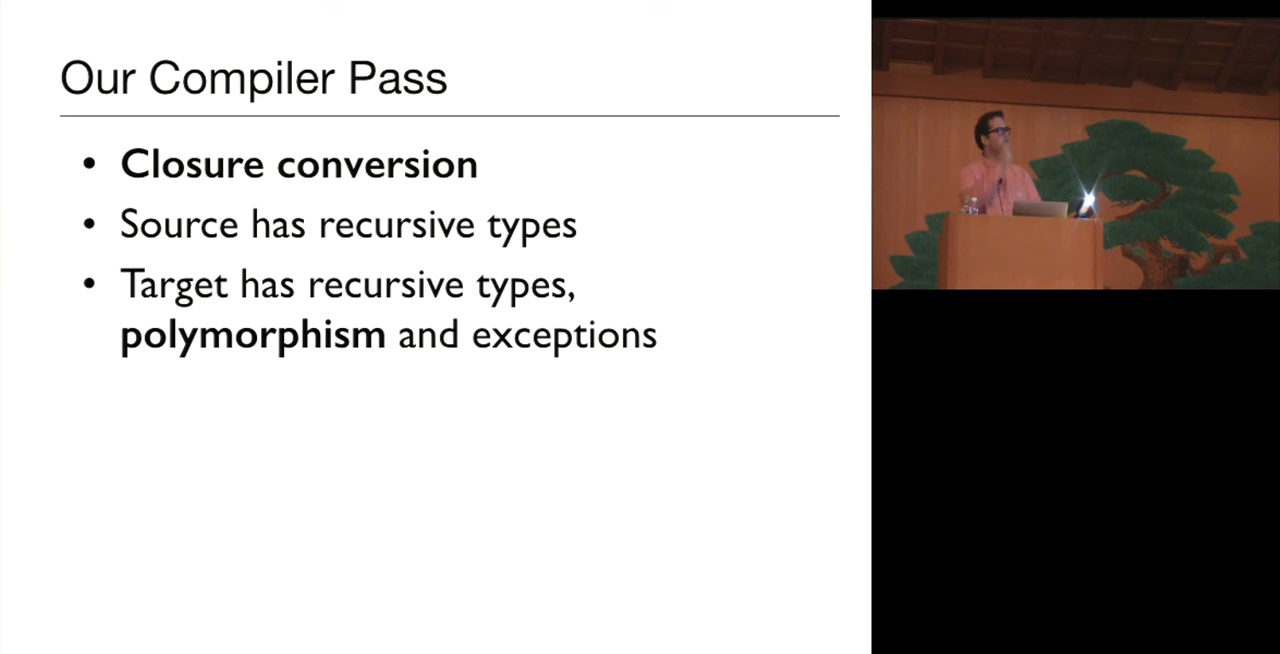 Our Compiler Pass
• Closure conversion
• Source has recursive types
• Target has recursive types,
polymorphism and exceptions